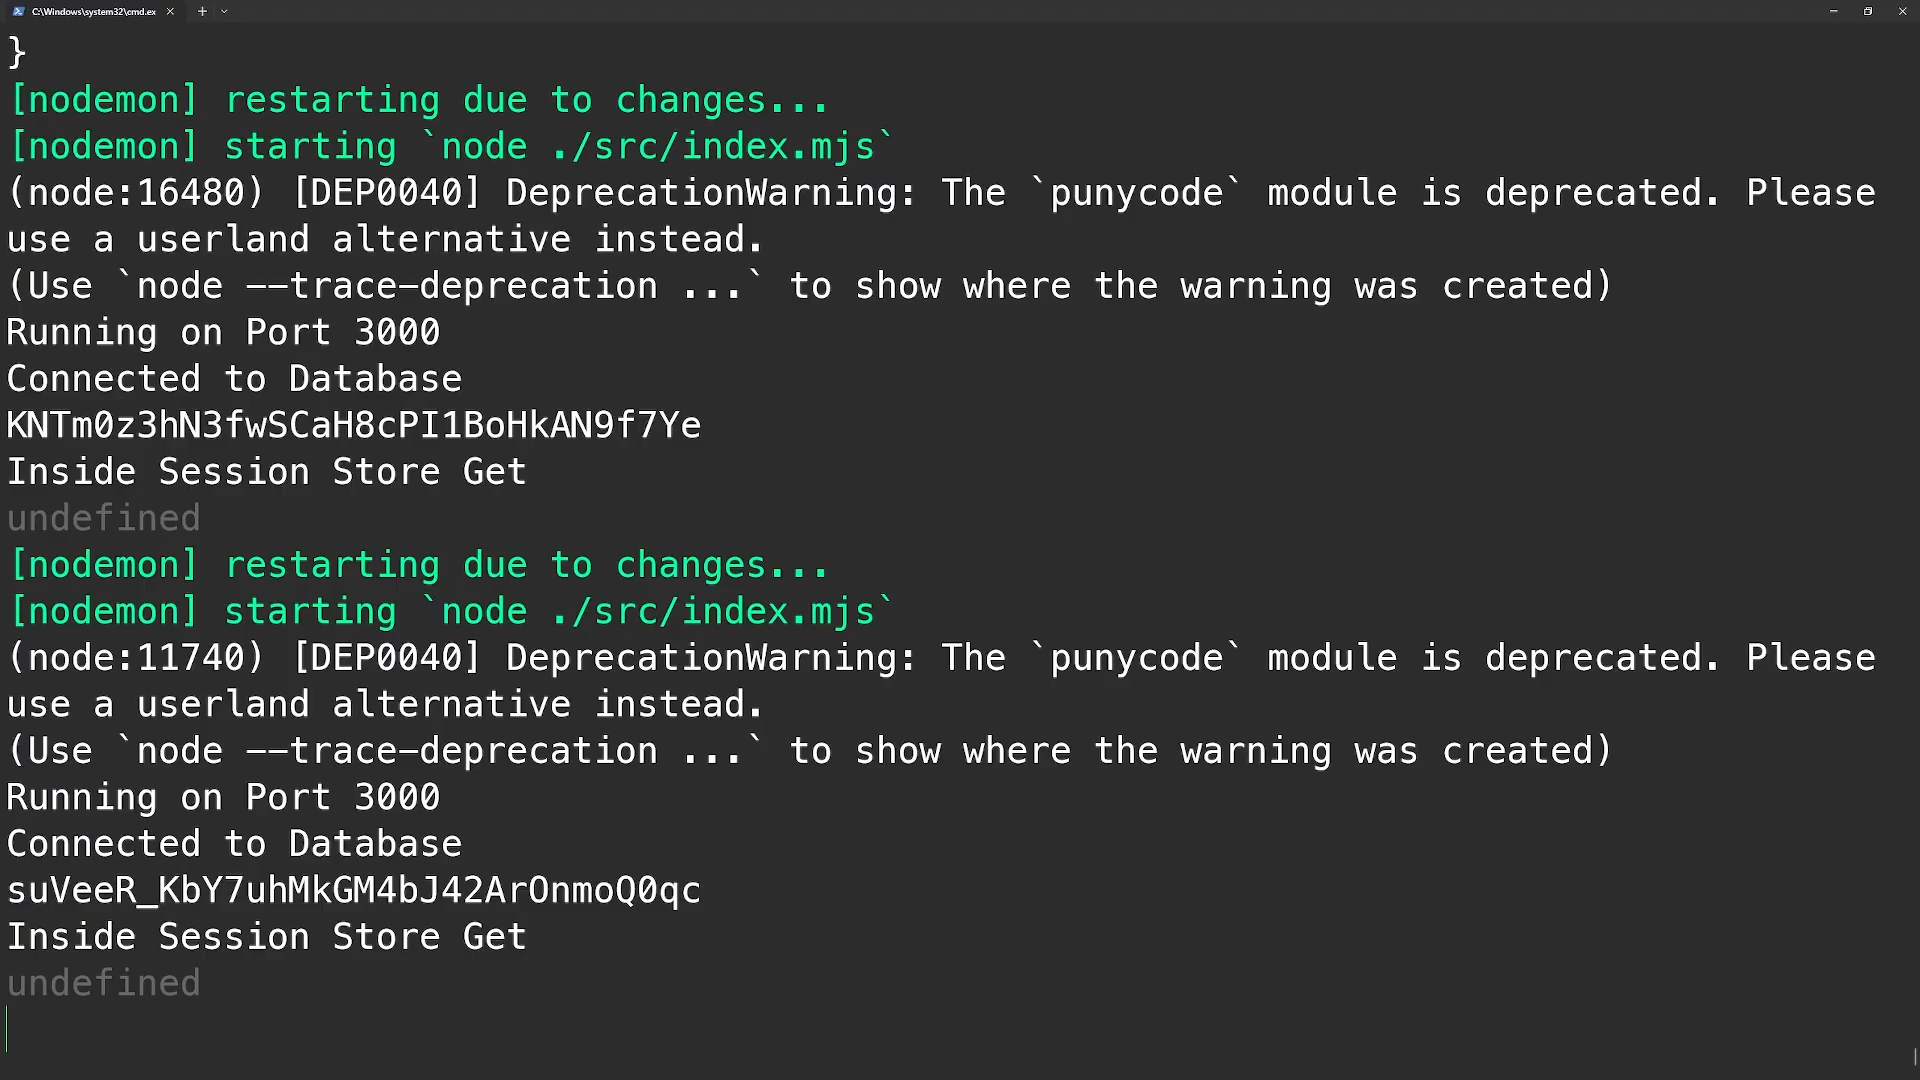 C:\Windows\system32\cmd.ex
}
[nodemon] restarting due to changes...
[nodemon] starting `node ./src/index.mjs`
(node:16480) [DEP0040] DeprecationWarning: The `punycode` module is deprecated. Please
use a userland alternative instead.
(Use `node --trace-deprecation ...` to show where the warning was created)
Running on Port 3000
Connected to Database
KNTm0z3hN3fwSCaH8cPI1BoHkAN9f7Ye
Inside Session Store Get
undefined
[nodemon] restarting due to changes...
[nodemon] starting `node ./src/index.mjs`
(node:11740) [DEP0040] DeprecationWarning: The `punycode` module is deprecated. Please
use a userland alternative instead.
(Use `node --trace-deprecation ...` to show where the warning was created)
Running on Port 3000
Connected to Database
suVeeR_KbY7uhMkGM4bJ42ArOnmoQ0qc
Inside Session Store Get
undefined